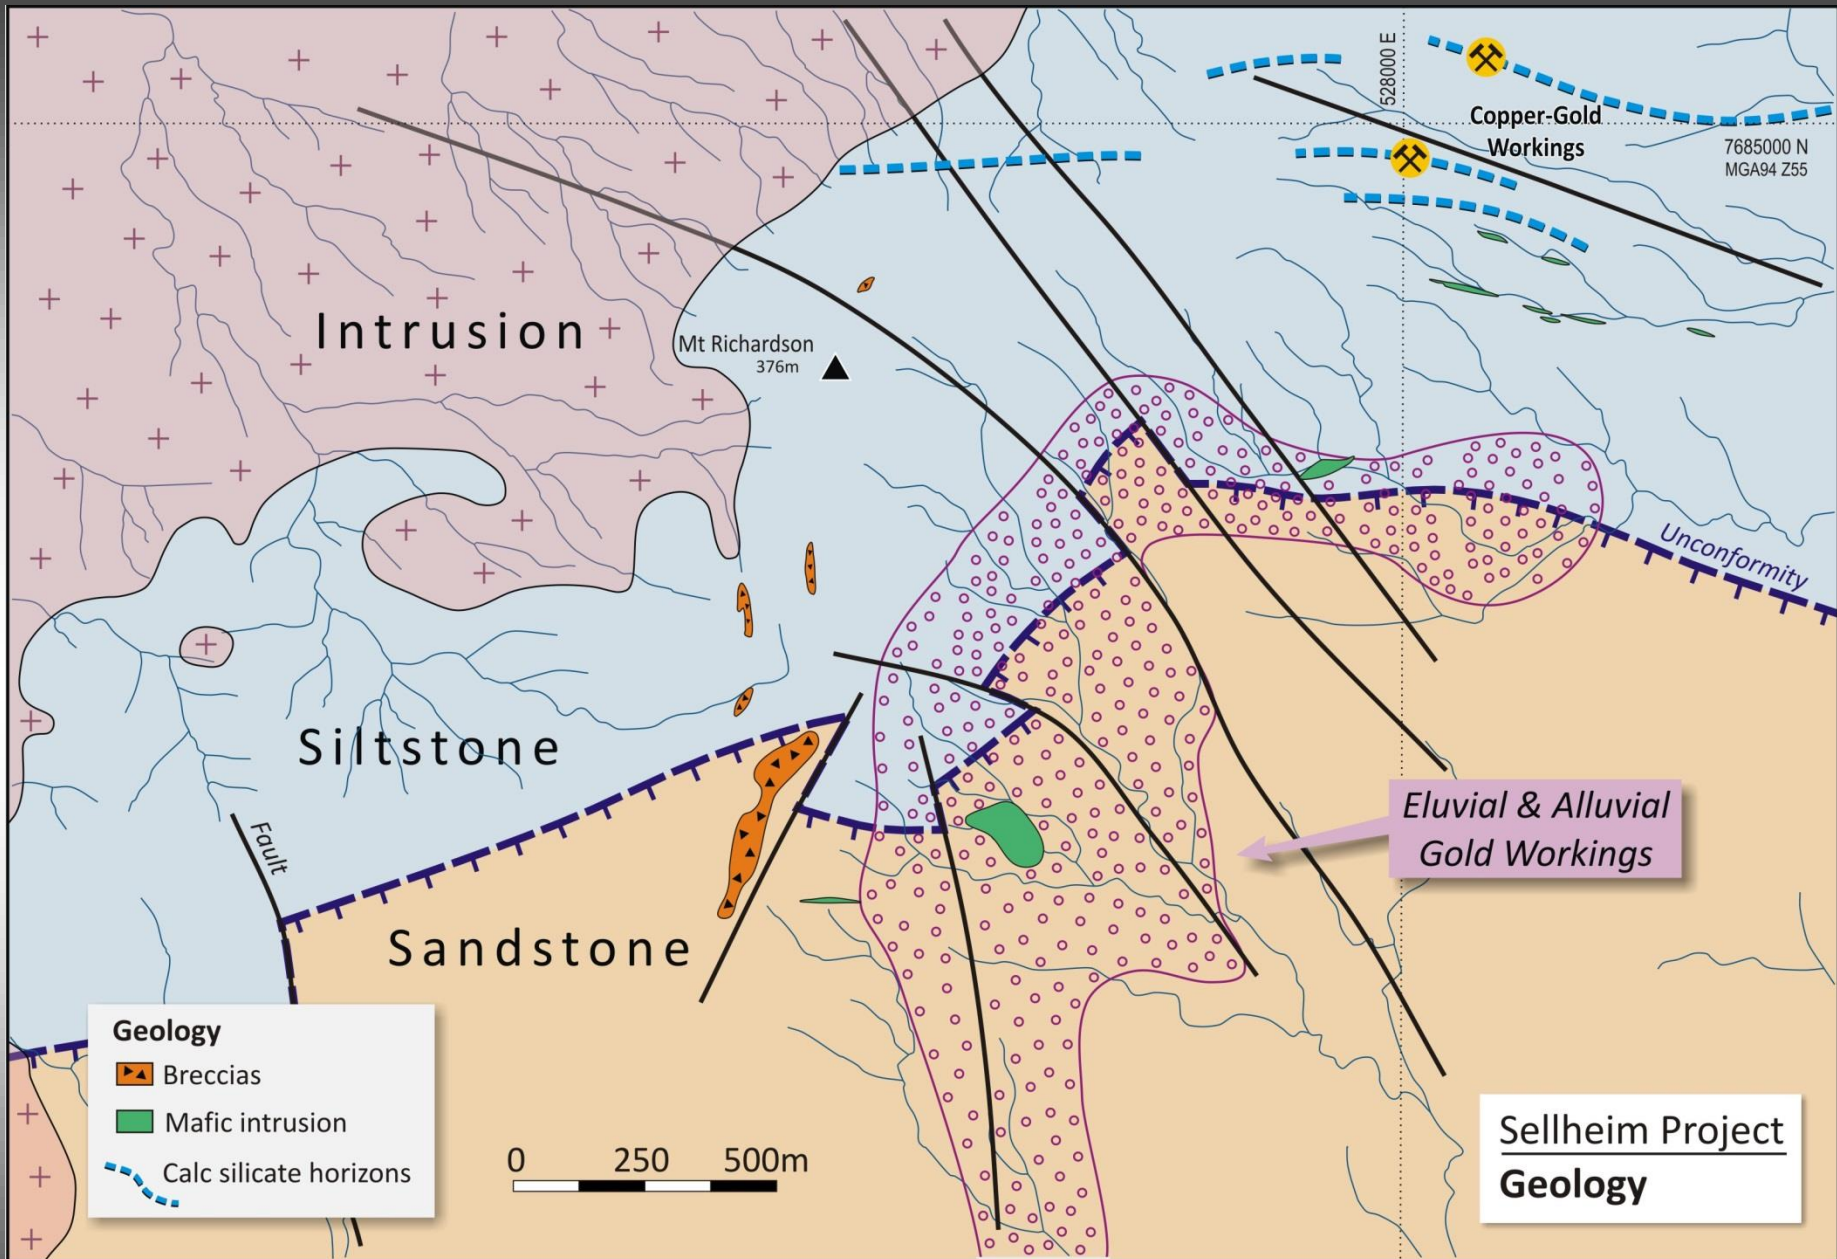 528000 E
Copper-Gold
Workings
7685000 N
MGA94 Z55
Intrusion
Mt Richardson
376m
Unconformity
Siltstone
Fault
Eluvial & Alluvial
Gold Workings
Sandstone
Geology
Breccias
Mafic intrusion
Calc silicate horizons
0 250 500m
Sellheim Project
Geology